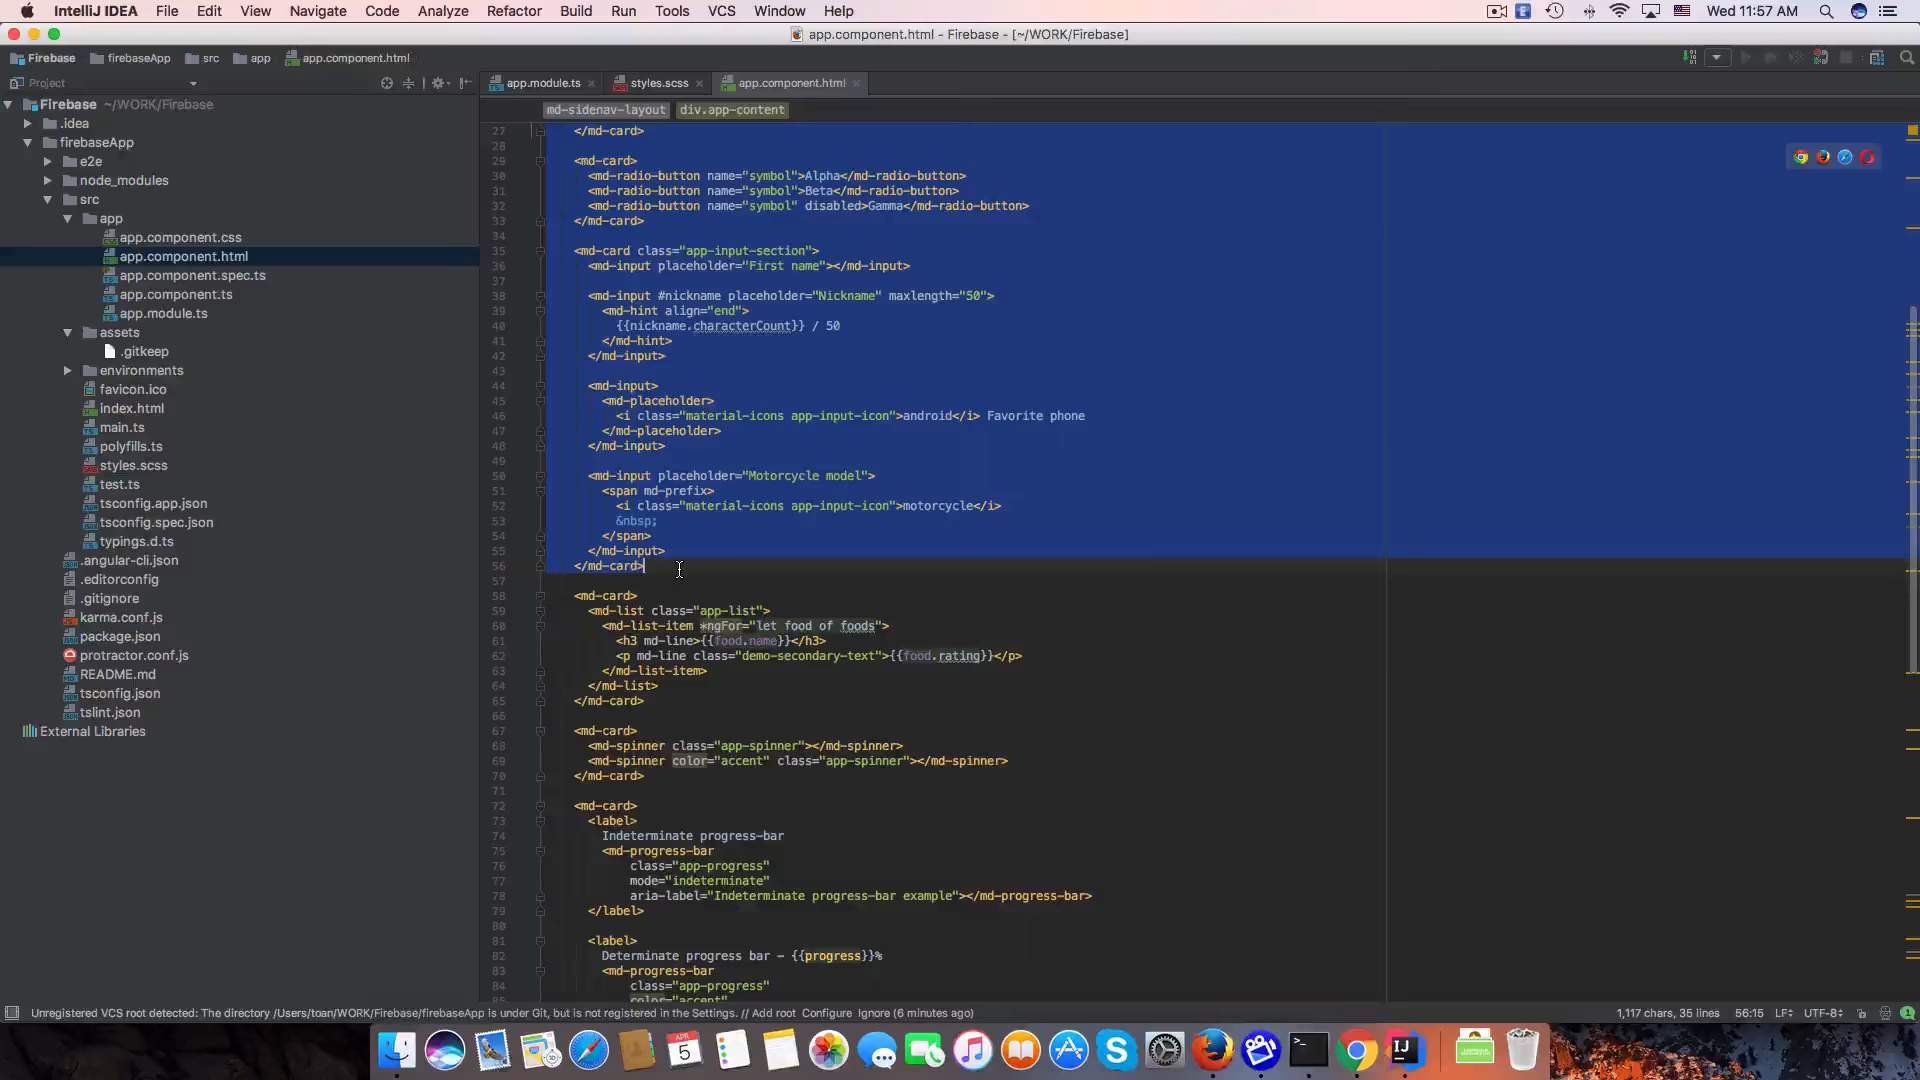 IntelliJ IDEA File Edit View Navigate Code Analyze Refactor Build Run Tools VCS Window Help Wed 11:57 AM
app.component.html - Firebase - [~/WORK/Firebase]
Firebase firebaseApp src app app.component.html
Project
app.module.ts styles.scss app.component.html
md-sidenav-layout div.app-content
Firebase ~/WORK/Firebase
.idea
firebaseApp
e2e
node_modules
src
app
app.component.css
app.component.html
app.component.spec.ts
app.component.ts
app.module.ts
assets
.gitkeep
environments
favicon.ico
index.html
main.ts
polyfills.ts
styles.scss
test.ts
tsconfig.app.json
tsconfig.spec.json
typings.d.ts
.angular-cli.json
.editorconfig
.gitignore
karma.conf.js
package.json
protractor.conf.js
README.md
tsconfig.json
tslint.json
External Libraries
27 </md-card>
28
29 <md-card>
30 <md-radio-button name="symbol">Alpha</md-radio-button>
31 <md-radio-button name="symbol">Beta</md-radio-button>
32 <md-radio-button name="symbol" disabled>Gamma</md-radio-button>
33 </md-card>
34
35 <md-card class="app-input-section">
36 <md-input placeholder="First name"></md-input>
37
38 <md-input #nickname placeholder="Nickname" maxlength="50">
39 <md-hint align="end">
40 {{nickname.characterCount}} / 50
41 </md-hint>
42 </md-input>
43
44 <md-input>
45 <md-placeholder>
46 <i class="material-icons app-input-icon">android</i> Favorite phone
47 </md-placeholder>
48 </md-input>
49
50 <md-input placeholder="Motorcycle model">
51 <span md-prefix>
52 <i class="material-icons app-input-icon">motorcycle</i>
53 &nbsp;
54 </span>
55 </md-input>
56 </md-card>
57
58 <md-card>
59 <md-list class="app-list">
60 <md-list-item *ngFor="let food of foods">
61 <h3 md-line>{{food.name}}</h3>
62 <p md-line class="demo-secondary-text">{{food.rating}}</p>
63 </md-list-item>
64 </md-list>
65 </md-card>
66
67 <md-card>
68 <md-spinner class="app-spinner"></md-spinner>
69 <md-spinner color="accent" class="app-spinner"></md-spinner>
70 </md-card>
71
72 <md-card>
73 <label>
74 Indeterminate progress-bar
75 <md-progress-bar
76 class="app-progress"
77 mode="indeterminate"
78 aria-label="Indeterminate progress-bar example"></md-progress-bar>
79 </label>
80
81 <label>
82 Determinate progress bar - {{progress}}%
83 <md-progress-bar
84 class="app-progress"
85 color="accent"
Unregistered VCS root detected: The directory /Users/toan/WORK/Firebase/firebaseApp is under Git, but is not registered in the Settings. // Add root Configure Ignore (6 minutes ago) 1,117 chars, 35 lines 56:15 LF÷ UTF-8÷
APR
5